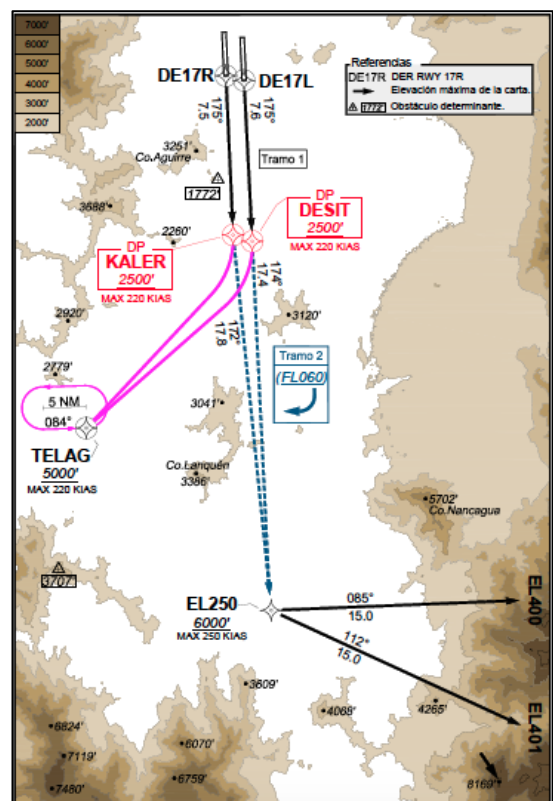 7000'
6000'
5000'
4000'
3000'
2000'
Referencias
DE17R DER RWY 17R
Elevación máxima de la carta.
1772' Obstáculo determinante.
DE17R
DE17L
175°
7.5
175°
7.6
3251'
Co.Aguirre
Tramo 1
1772'
3688'
DP
DESIT
2500'
MAX 220 KIAS
DP
KALER
2500'
MAX 220 KIAS
2260'
174°
17.4
172°
17.8
2920'
3120'
Tramo 2
(FL060)
2779'
5 NM
084°
3041'
TELAG
5000'
MAX 220 KIAS
Co.Lanquén
3386'
5702'
Co.Nancagua
3707'
EL250
6000'
MAX 250 KIAS
085°
15.0
EL400
112°
15.0
EL401
3609'
4068'
4265'
6824'
7119'
6070'
7480'
6759'
8169'